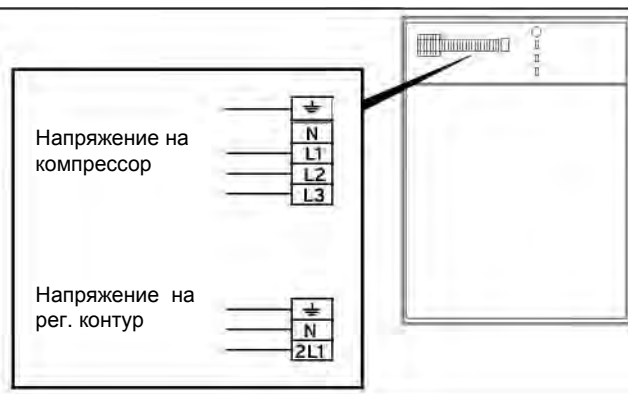 Напряжение на
компрессор
⏚
N
L1
L2
L3
Напряжение на
рег. контур
⏚
N
2L1